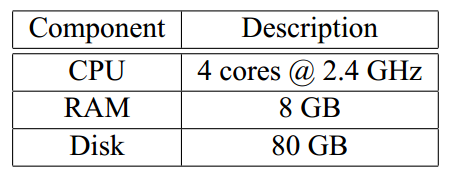 Component Description
CPU 4 cores @ 2.4 GHz
RAM 8 GB
Disk 80 GB